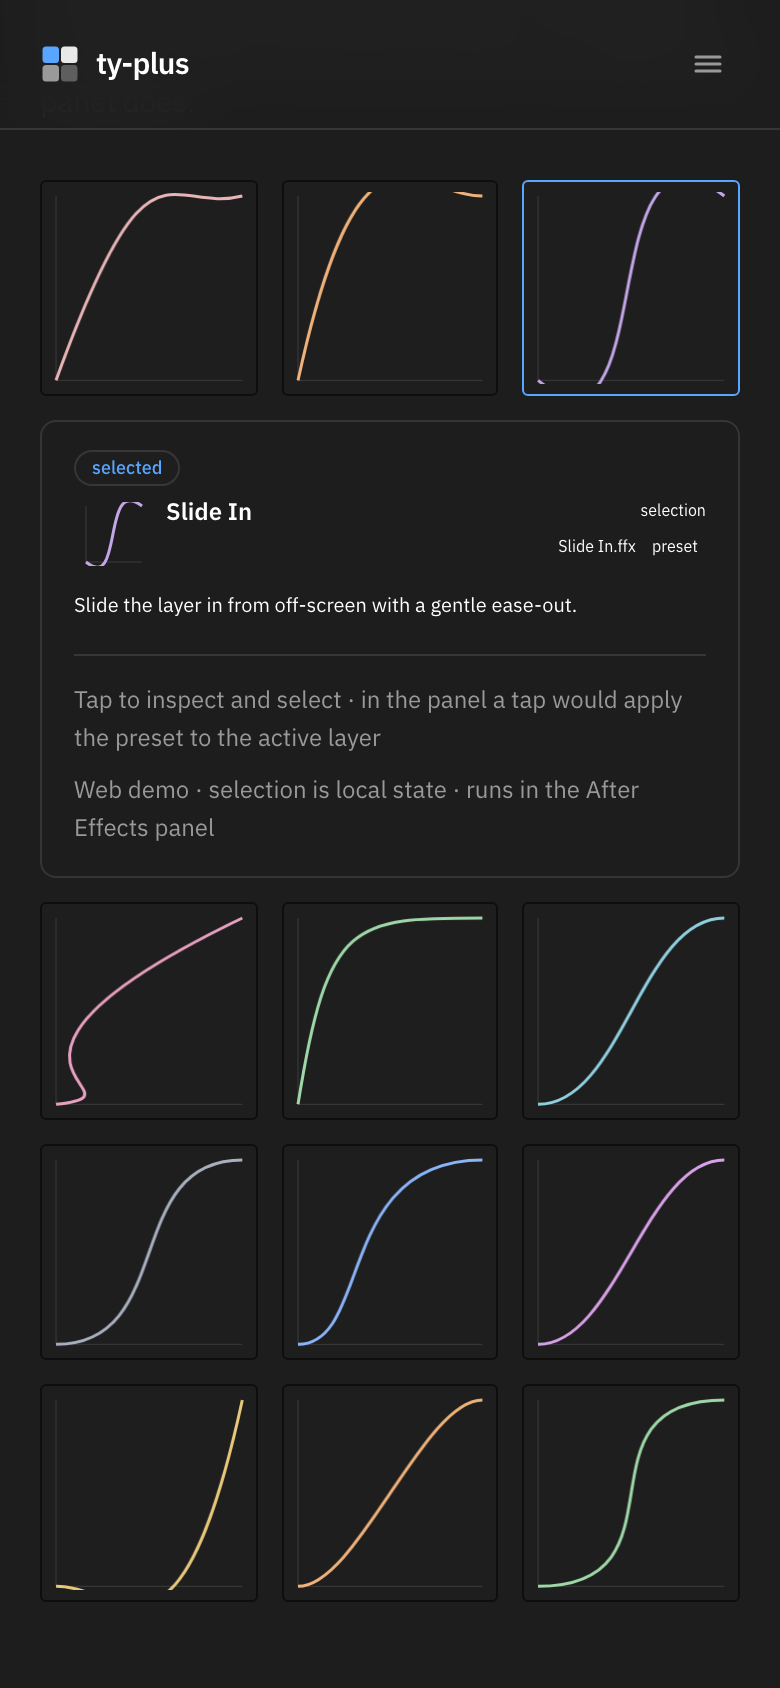 ty-plus
panel does.
selected
Slide In
selection
Slide In.ffx preset
Slide the layer in from off-screen with a gentle ease-out.
Tap to inspect and select · in the panel a tap would apply
the preset to the active layer
Web demo · selection is local state · runs in the After
Effects panel